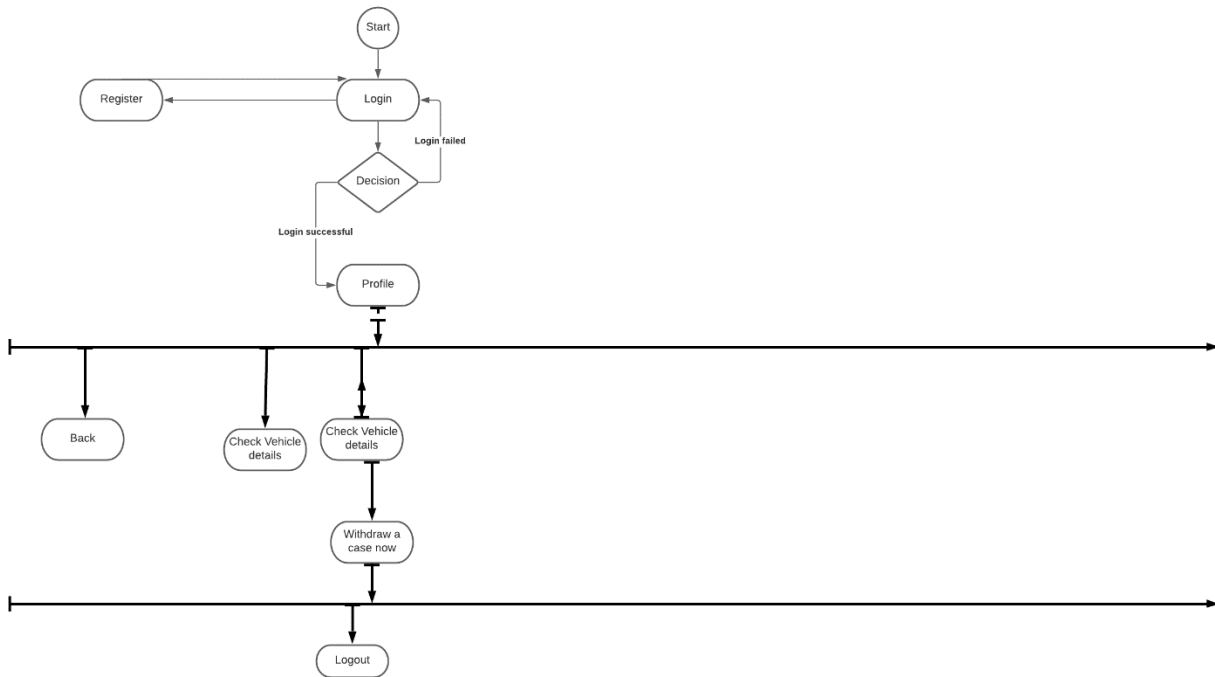 Start
Register
Login
Login failed
Decision
Login successful
Profile
Back
Check Vehicle
details
Check Vehicle
details
Withdraw a
case now
Logout